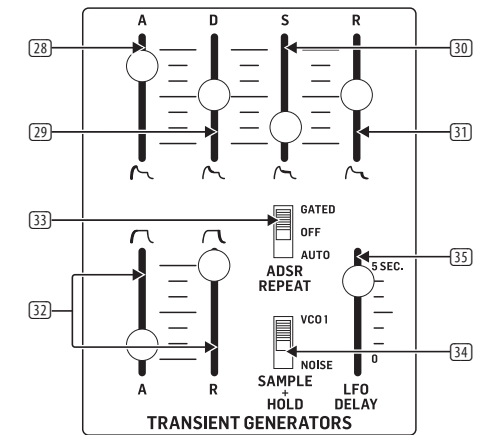 A D S R
28
30
29
31
33
GATED
OFF
AUTO
ADSR
REPEAT
35
5 SEC.
32
VCO1
34
NOISE
0
A R
SAMPLE
+
HOLD
LFO
DELAY
TRANSIENT GENERATORS